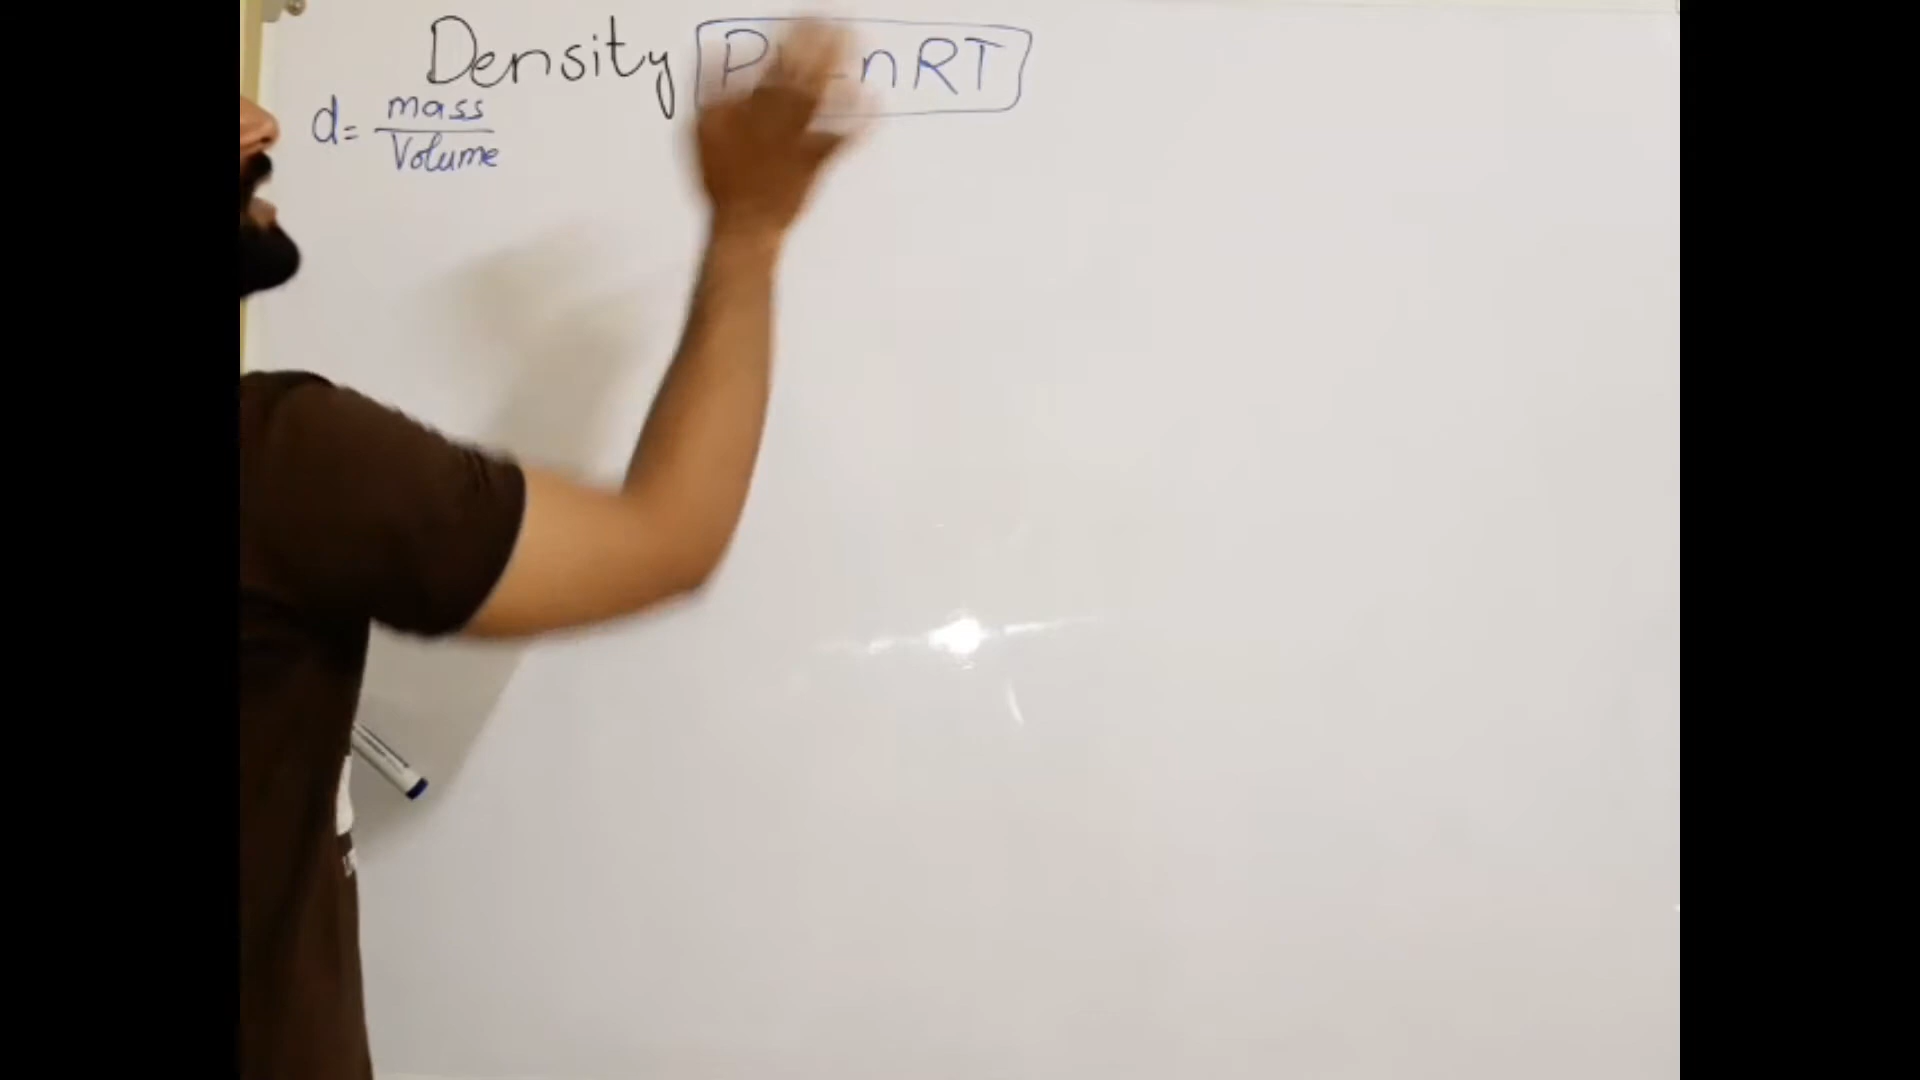 Density P nRT
d= mass
Volume